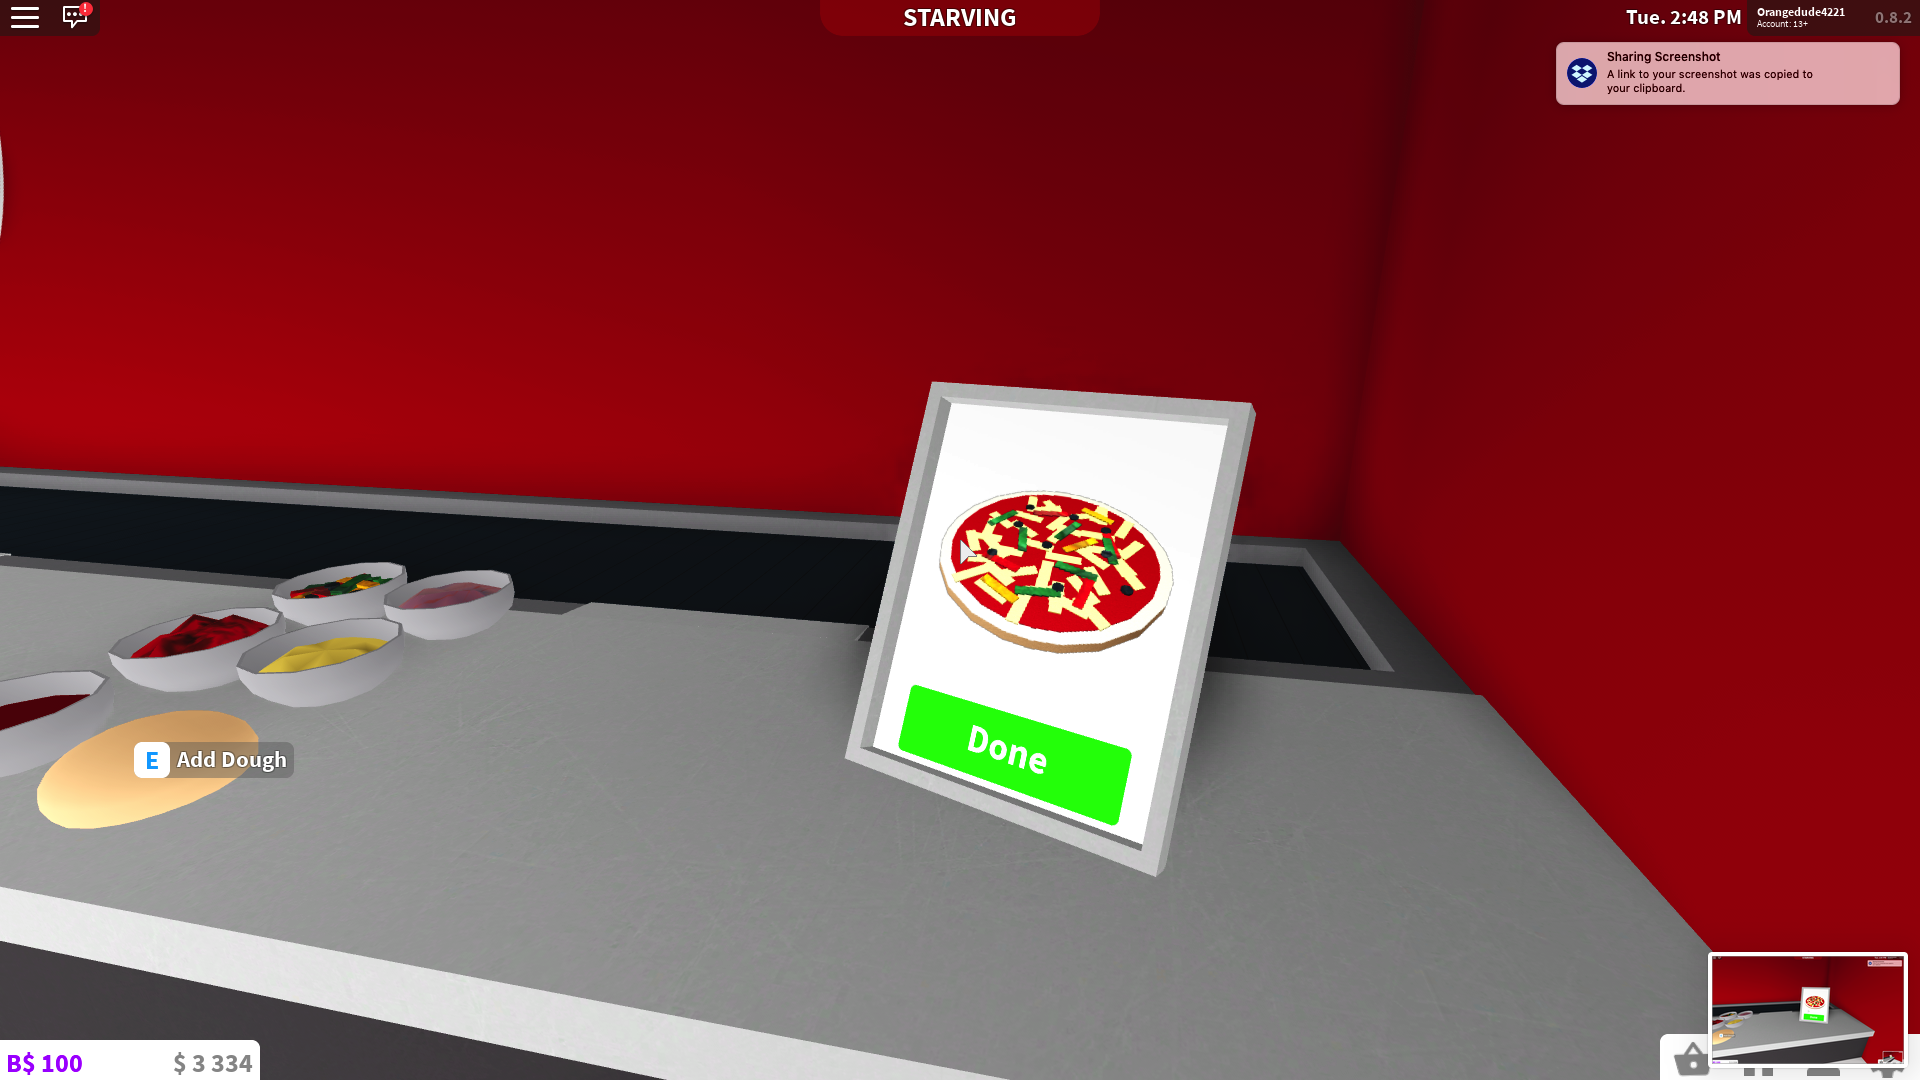 STARVING
Tue. 2:48 PM
Orangedude4221
Account: 13+
0.8.2
Sharing Screenshot
A link to your screenshot was copied to
your clipboard.
Done
E Add Dough
B$ 100
$ 3 334